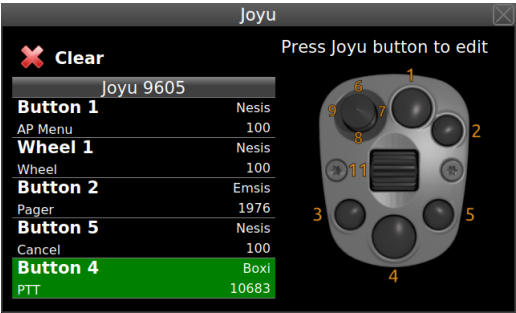 Joyu
Clear
Press Joyu button to edit
Joyu 9605
Button 1 Nesis
AP Menu 100
Wheel 1 Nesis
Wheel 100
Button 2 Emsis
Pager 1976
Button 5 Nesis
Cancel 100
Button 4 Boxi
PTT 10683
1
6
9 7
8
2
11
3 5
4